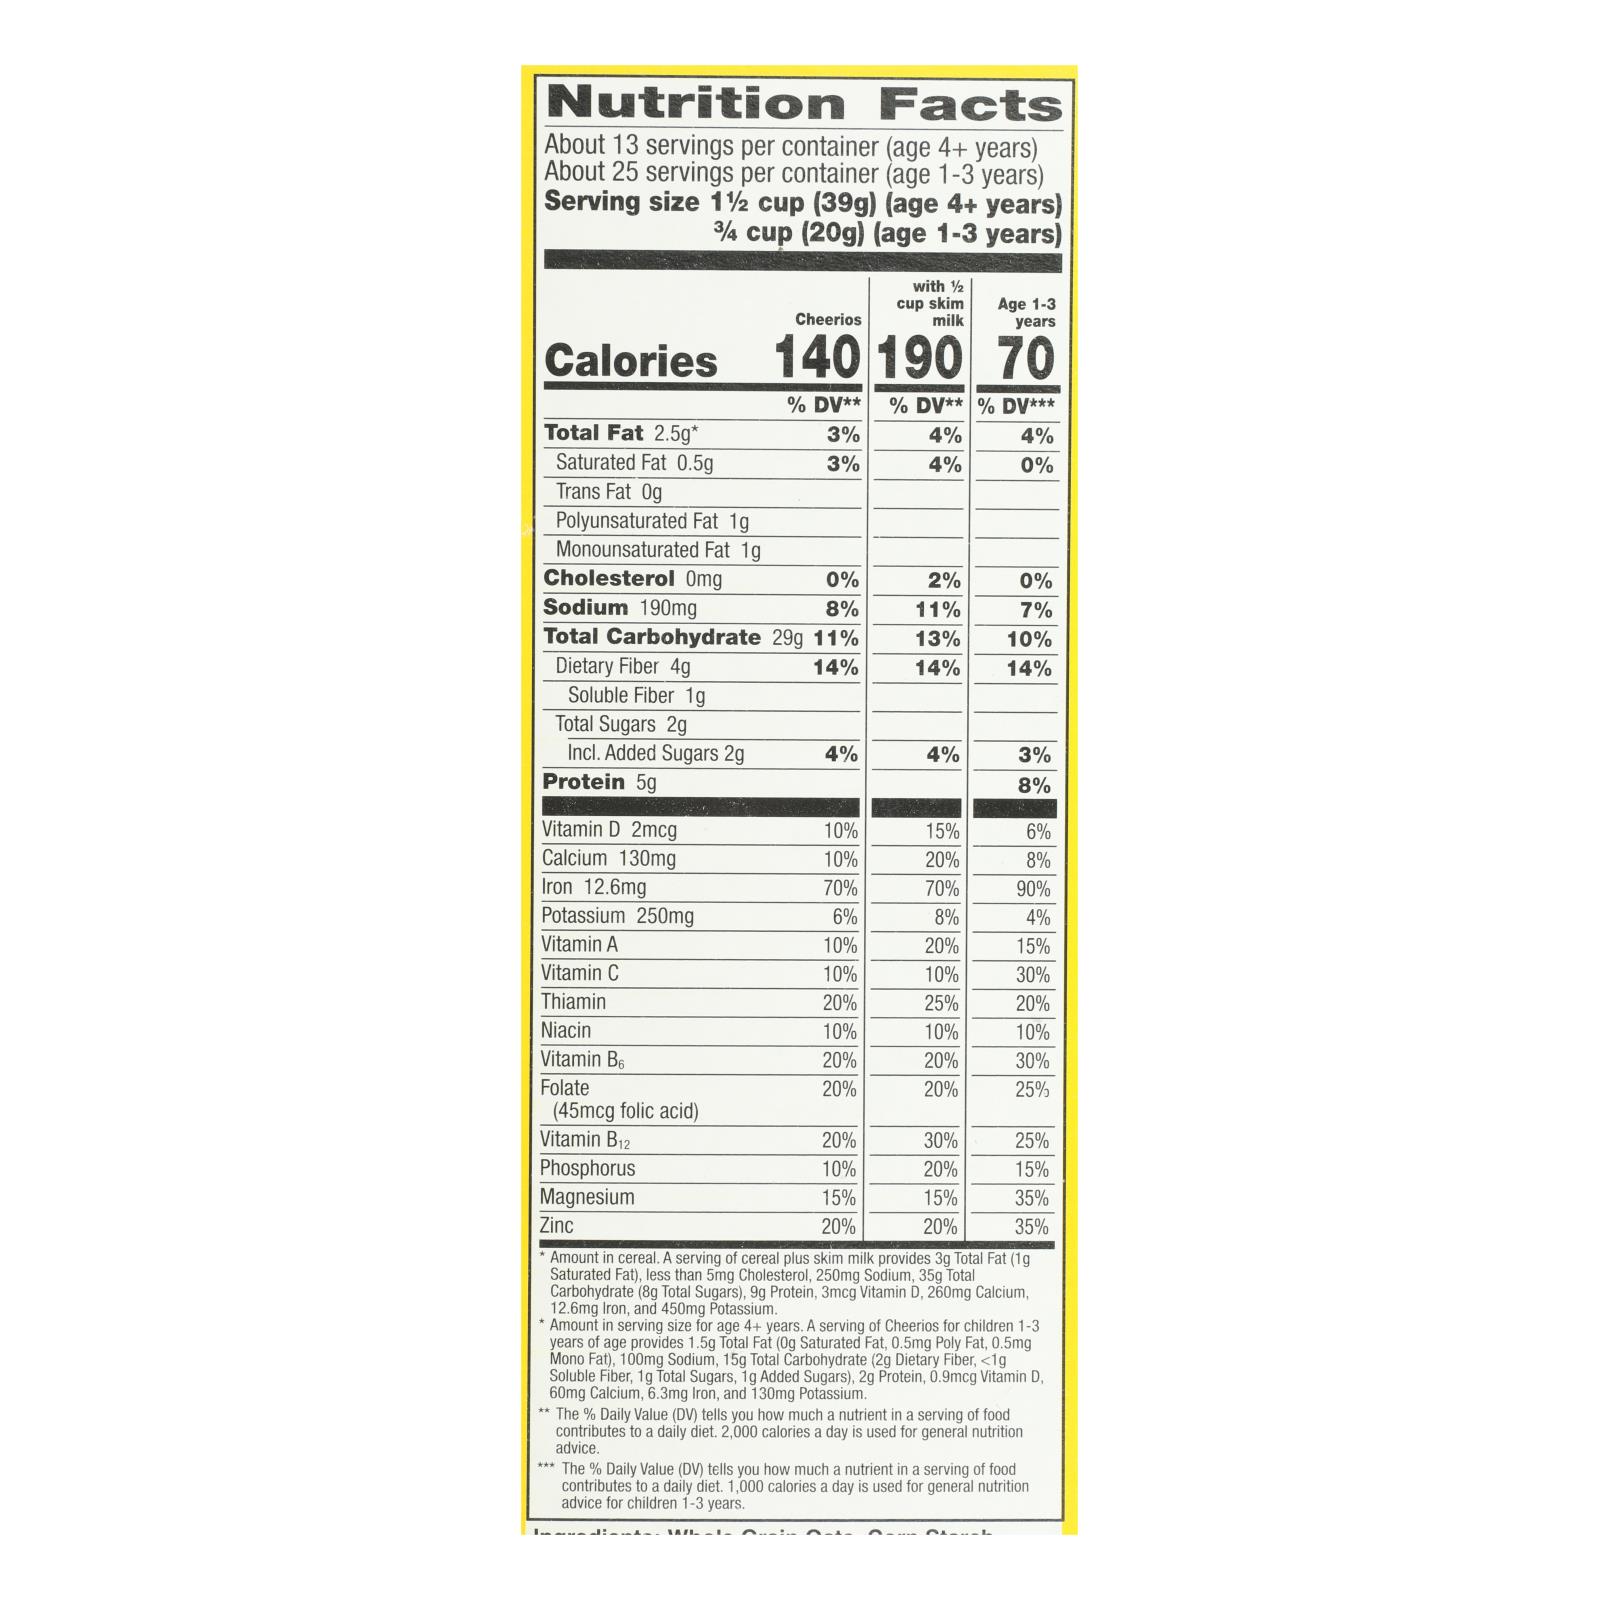 Nutrition Facts
About 13 servings per container (age 4+ years)
About 25 servings per container (age 1-3 years)
Serving size 1½ cup (39g) (age 4+ years)
¾ cup (20g) (age 1-3 years)
Cheerios
with ½ cup skim milk
Age 1-3 years
Calories 140 190 70
% DV** % DV** % DV***
Total Fat 2.5g* 3% 4% 4%
Saturated Fat 0.5g 3% 4% 0%
Trans Fat 0g
Polyunsaturated Fat 1g
Monounsaturated Fat 1g
Cholesterol 0mg 0% 2% 0%
Sodium 190mg 8% 11% 7%
Total Carbohydrate 29g 11% 13% 10%
Dietary Fiber 4g 14% 14% 14%
Soluble Fiber 1g
Total Sugars 2g
Incl. Added Sugars 2g 4% 4% 3%
Protein 5g 8%
Vitamin D 2mcg 10% 15% 6%
Calcium 130mg 10% 20% 8%
Iron 12.6mg 70% 70% 90%
Potassium 250mg 6% 8% 4%
Vitamin A 10% 20% 15%
Vitamin C 10% 10% 30%
Thiamin 20% 25% 20%
Niacin 10% 10% 10%
Vitamin B6 20% 20% 30%
Folate 20% 20% 25%
(45mcg folic acid)
Vitamin B12 20% 30% 25%
Phosphorus 10% 20% 15%
Magnesium 15% 15% 35%
Zinc 20% 20% 35%
* Amount in cereal. A serving of cereal plus skim milk provides 3g Total Fat (1g
Saturated Fat), less than 5mg Cholesterol, 250mg Sodium, 35g Total
Carbohydrate (8g Total Sugars), 9g Protein, 3mcg Vitamin D, 260mg Calcium,
12.6mg Iron, and 450mg Potassium.
* Amount in serving size for age 4+ years. A serving of Cheerios for children 1-3
years of age provides 1.5g Total Fat (0g Saturated Fat, 0.5mg Poly Fat, 0.5mg
Mono Fat), 100mg Sodium, 15g Total Carbohydrate (2g Dietary Fiber, <1g
Soluble Fiber, 1g Total Sugars, 1g Added Sugars), 2g Protein, 0.9mcg Vitamin D,
60mg Calcium, 6.3mg Iron, and 130mg Potassium.
** The % Daily Value (DV) tells you how much a nutrient in a serving of food
contributes to a daily diet. 2,000 calories a day is used for general nutrition
advice.
*** The % Daily Value (DV) tells you how much a nutrient in a serving of food
contributes to a daily diet. 1,000 calories a day is used for general nutrition
advice for children 1-3 years.
Ingredients: Whole Grain Oats, Corn Starch,